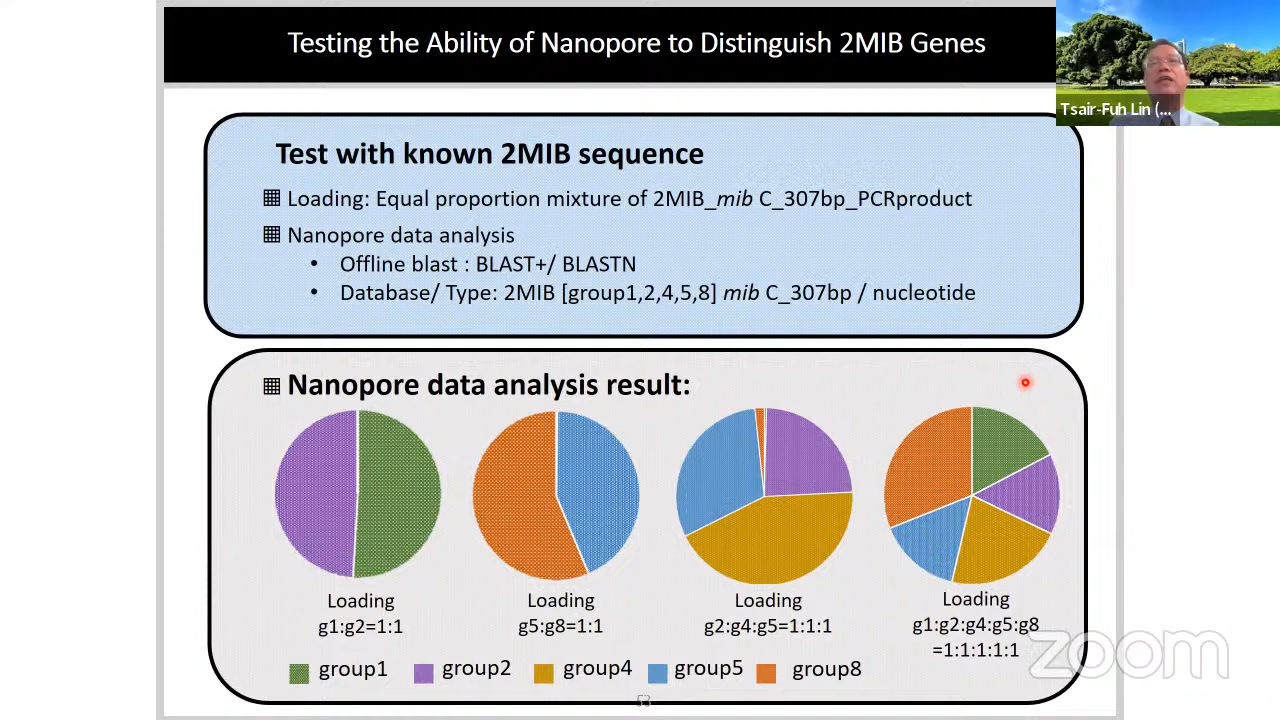 Testing the Ability of Nanopore to Distinguish 2MIB Genes
Tsair-Fuh Lin (...
Test with known 2MIB sequence
Loading: Equal proportion mixture of 2MIB_mib C_307bp_PCRproduct
Nanopore data analysis
• Offline blast : BLAST+/ BLASTN
• Database/ Type: 2MIB [group1,2,4,5,8] mib C_307bp / nucleotide
Nanopore data analysis result:
Loading
g1:g2=1:1
Loading
g5:g8=1:1
Loading
g2:g4:g5=1:1:1
Loading
g1:g2:g4:g5:g8
=1:1:1:1:1
group1 group2 group4 group5 group8
zoom